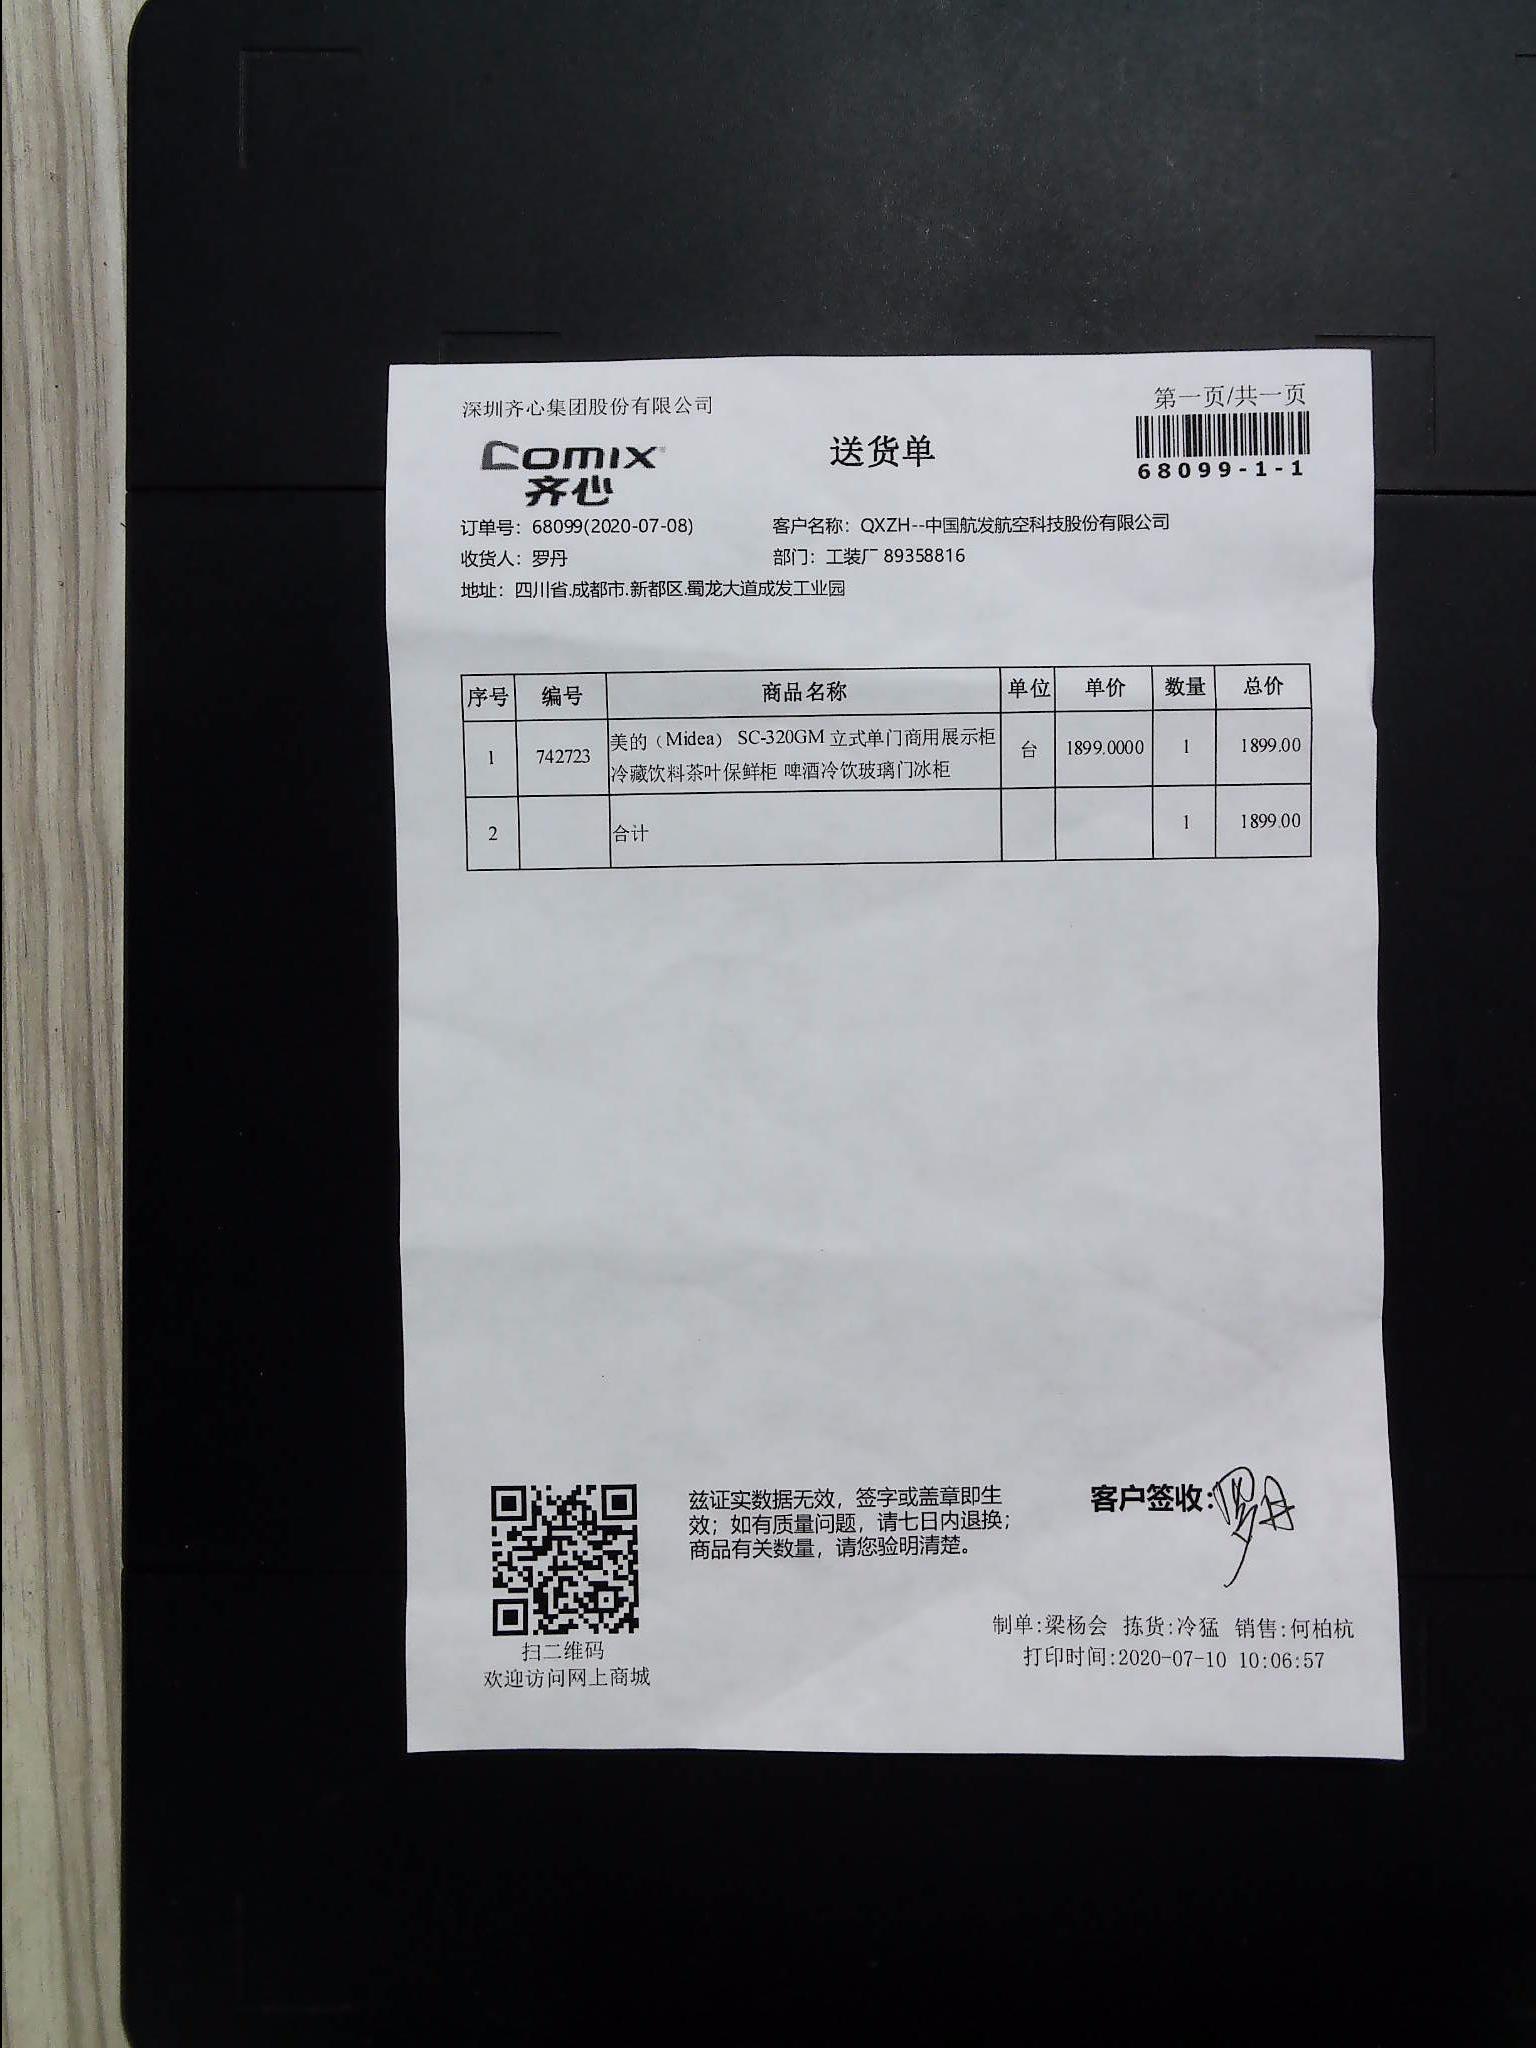 深圳齐心集团股份有限公司
第一页/共一页
comix
齐心
送货单
68099-1-1
订单号：68099(2020-07-08) 客户名称：QXZH--中国航发航空科技股份有限公司
收货人：罗丹 部门：工装厂 89358816
地址：四川省.成都市.新都区.蜀龙大道成发工业园
序号 编号 商品名称 单位 单价 数量 总价
1 742723 美的（Midea） SC-320GM 立式单门商用展示柜 台 1899.0000 1 1899.00
冷藏饮料茶叶保鲜柜 啤酒冷饮玻璃门冰柜
2 合计 1 1899.00
兹证实数据无效，签字或盖章即生
效；如有质量问题，请七日内退换；
商品有关数量，请您验明清楚。
客户签收：罗丹
扫二维码
欢迎访问网上商城
制单:梁杨会 拣货:冷猛 销售:何柏杭
打印时间:2020-07-10 10:06:57